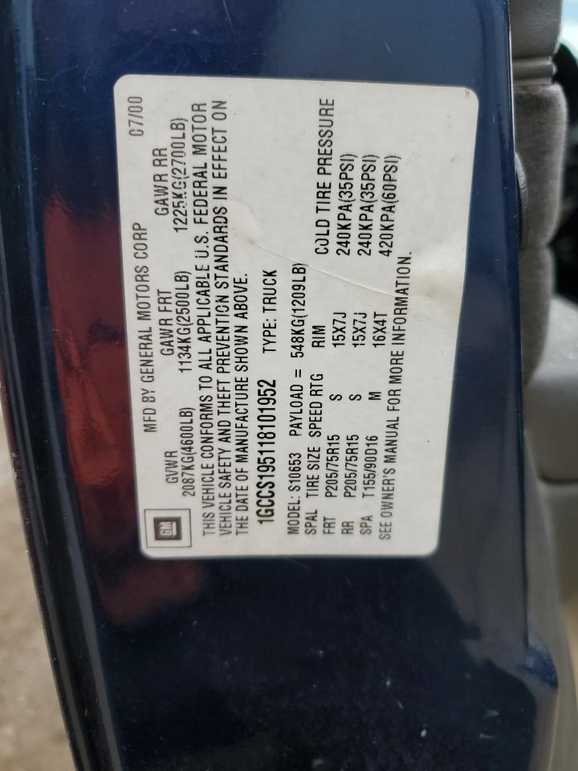 GM
MFD BY GENERAL MOTORS CORP 07/00
GVWR GAWR FRT GAWR RR
2087KG(4600LB) 1134KG(2500LB) 1225KG(2700LB)
THIS VEHICLE CONFORMS TO ALL APPLICABLE U.S. FEDERAL MOTOR
VEHICLE SAFETY AND THEFT PREVENTION STANDARDS IN EFFECT ON
THE DATE OF MANUFACTURE SHOWN ABOVE.
1GCCS195118101952 TYPE: TRUCK
MODEL: S10653 PAYLOAD = 548KG(1209LB)
SPAL TIRE SIZE SPEED RTG RIM COLD TIRE PRESSURE
FRT P205/75R15 S 15X7J 240KPA(35PSI)
RR P205/75R15 S 15X7J 240KPA(35PSI)
SPA T155/90D16 M 16X4T 420KPA(60PSI)
SEE OWNER'S MANUAL FOR MORE INFORMATION.